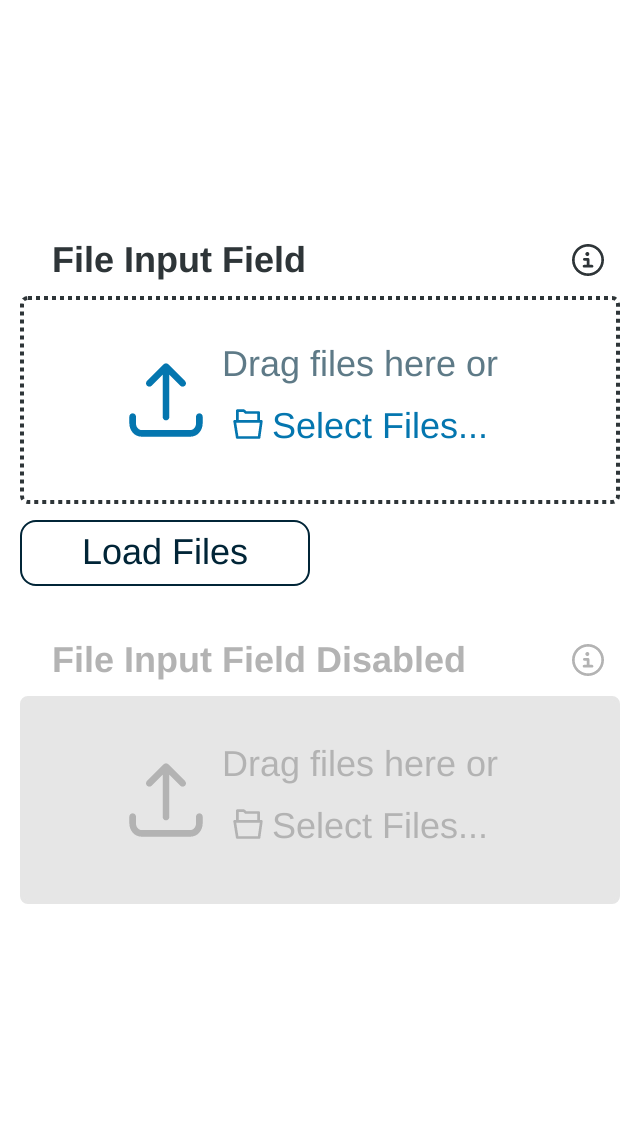 File Input Field
Drag files here or
Select Files...
Load Files
File Input Field Disabled
Drag files here or
Select Files...